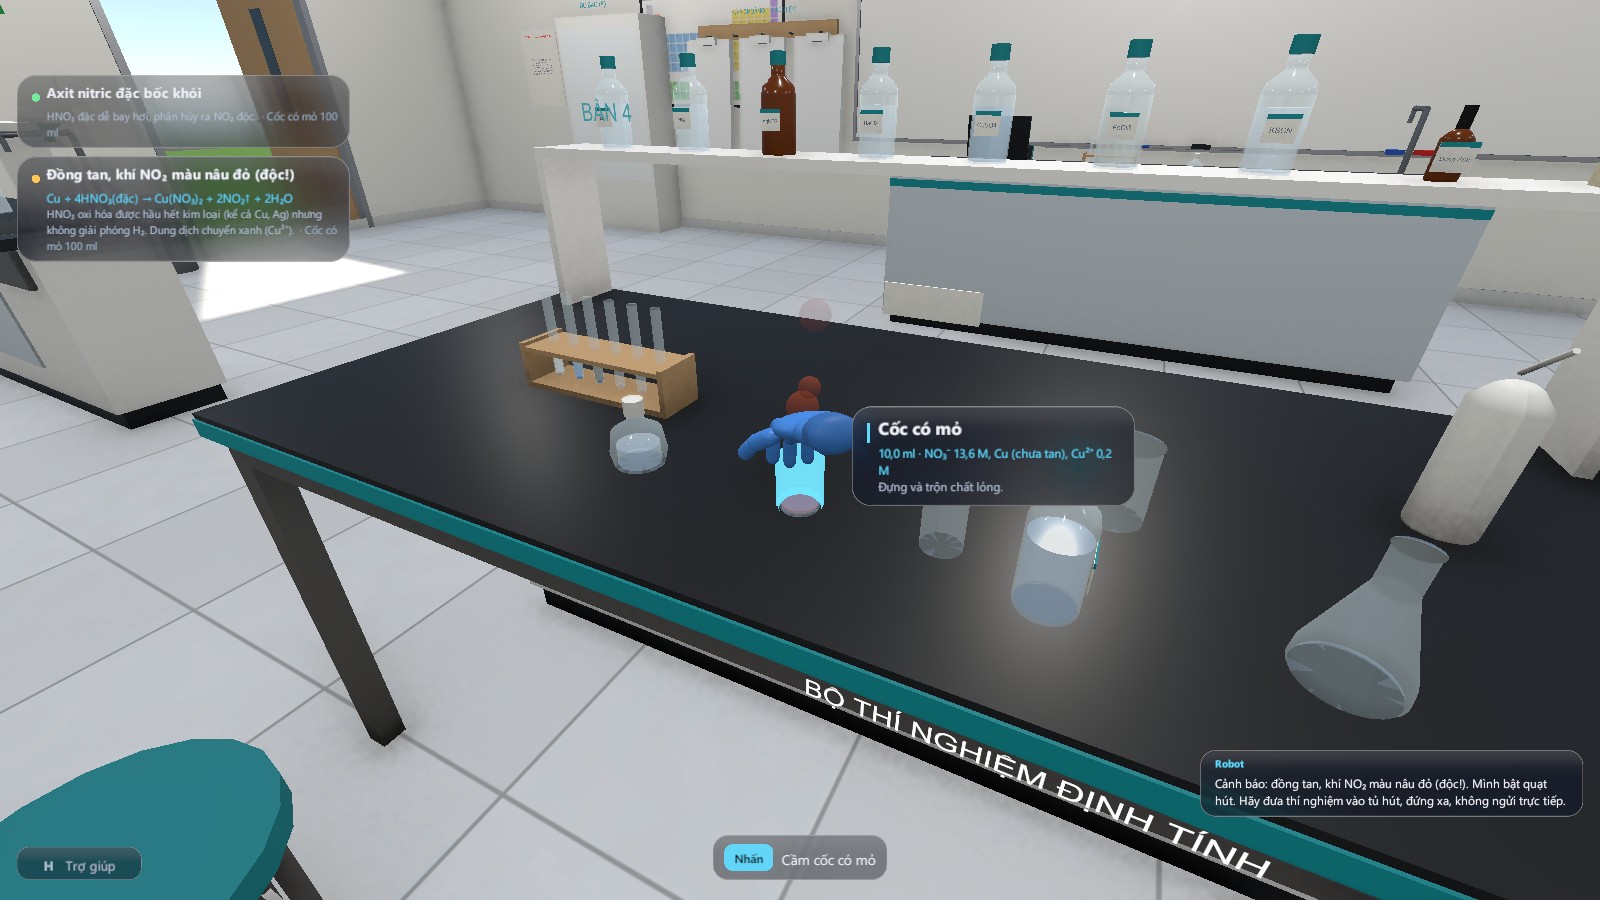 Axit nitric đặc bốc khói
HNO₃ đặc dễ bay hơi, phân hủy ra NO₂ độc. · Cốc có mỏ 100
ml
Đồng tan, khí NO₂ màu nâu đỏ (độc!)
Cu + 4HNO₃(đặc) → Cu(NO₃)₂ + 2NO₂↑ + 2H₂O
HNO₃ oxi hóa được hầu hết kim loại (kể cả Cu, Ag) nhưng
không giải phóng H₂. Dung dịch chuyển xanh (Cu²⁺). · Cốc có
mỏ 100 ml
BÀN 4
KSCN
Cốc có mỏ
10,0 ml · NO₃⁻ 13,6 M, Cu (chưa tan), Cu²⁺ 0,2
M
Đựng và trộn chất lỏng.
BỘ THÍ NGHIỆM ĐỊNH TÍNH
Robot
Cảnh báo: đồng tan, khí NO₂ màu nâu đỏ (độc!). Mình bật quạt
hút. Hãy đưa thí nghiệm vào tủ hút, đứng xa, không ngửi trực tiếp.
H Trợ giúp
Nhấn Cầm cốc có mỏ